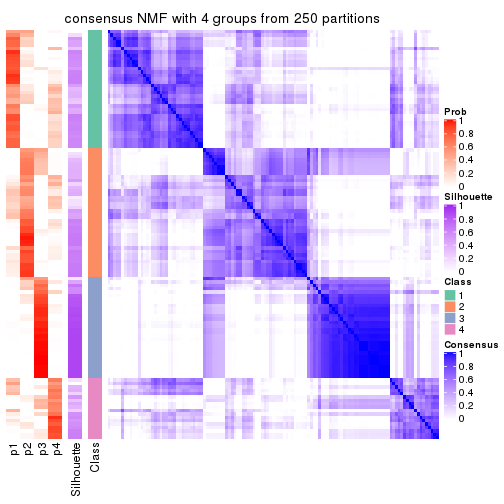 consensus NMF with 4 groups from 250 partitions
Prob
1
0.8
0.6
0.4
0.2
0
Silhouette
1
0.8
0.6
0.4
0.2
0
Class
1
2
3
4
Consensus
1
0.8
0.6
0.4
0.2
0
p1
p2
p3
p4
Silhouette
Class